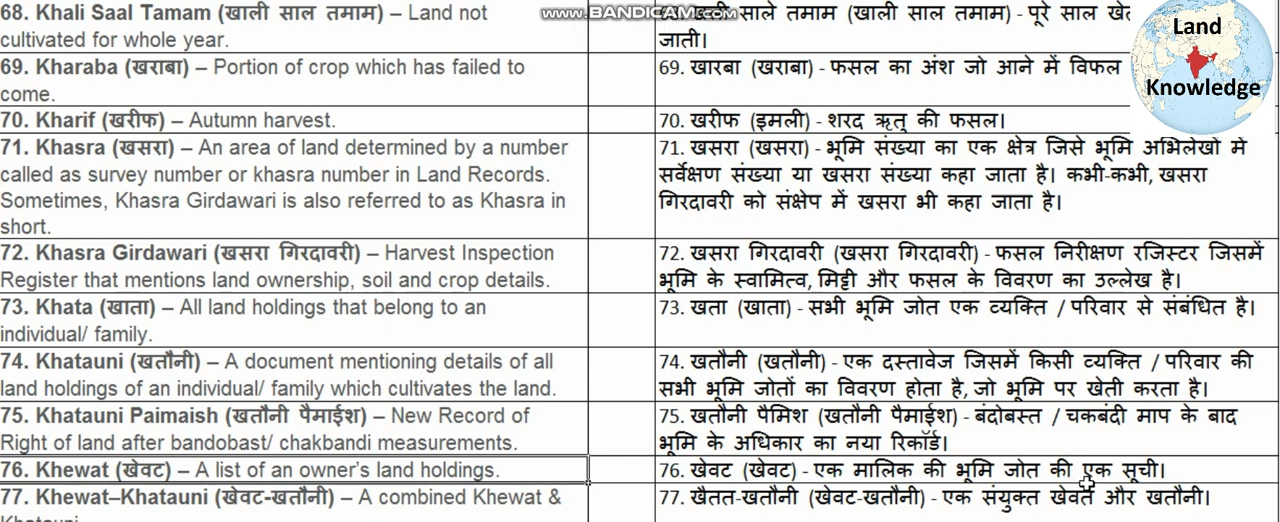 www.BANDICAM.com
68. Khali Saal Tamam (खाली साल तमाम) – Land not
cultivated for whole year.
69. Kharaba (खराबा) – Portion of crop which has failed to
come.
70. Kharif (खरीफ) – Autumn harvest.
71. Khasra (खसरा) – An area of land determined by a number
called as survey number or khasra number in Land Records.
Sometimes, Khasra Girdawari is also referred to as Khasra in
short.
72. Khasra Girdawari (खसरा गिरदावरी) – Harvest Inspection
Register that mentions land ownership, soil and crop details.
73. Khata (खाता) – All land holdings that belong to an
individual/ family.
74. Khatauni (खतौनी) – A document mentioning details of all
land holdings of an individual/ family which cultivates the land.
75. Khatauni Paimaish (खतौनी पैमाईश) – New Record of
Right of land after bandobast/ chakbandi measurements.
76. Khewat (खेवट) – A list of an owner's land holdings.
77. Khewat–Khatauni (खेवट-खतौनी) – A combined Khewat &
Khatauni
साले तमाम (खाली साल तमाम) - पूरे साल
जाती।
69. खारबा (खराबा) - फसल का अंश जो आने में विफल
70. खरीफ (इमली) - शरद ऋतु की फसल।
71. खसरा (खसरा) - भूमि संख्या का एक क्षेत्र जिसे भूमि अभिलेखों में
सर्वेक्षण संख्या या खसरा संख्या कहा जाता है। कभी-कभी, खसरा
गिरदावरी को संक्षेप में खसरा भी कहा जाता है।
72. खसरा गिरदावरी (खसरा गिरदावरी) - फसल निरीक्षण रजिस्टर जिसमें
भूमि के स्वामित्व, मिट्टी और फसल के विवरण का उल्लेख है।
73. खता (खाता) - सभी भूमि जोत एक व्यक्ति / परिवार से संबंधित है।
74. खतौनी (खतौनी) - एक दस्तावेज जिसमें किसी व्यक्ति / परिवार की
सभी भूमि जोतों का विवरण होता है, जो भूमि पर खेती करता है।
75. खतौनी पैमिश (खतौनी पैमाईश) - बंदोबस्त / चकबंदी माप के बाद
भूमि के अधिकार का नया रिकॉर्ड।
76. खेवट (खेवट) - एक मालिक की भूमि जोत की एक सूची।
77. खैतत-खतौनी (खेवट-खतौनी) - एक संयुक्त खेवत और खतौनी।
Land
Knowledge